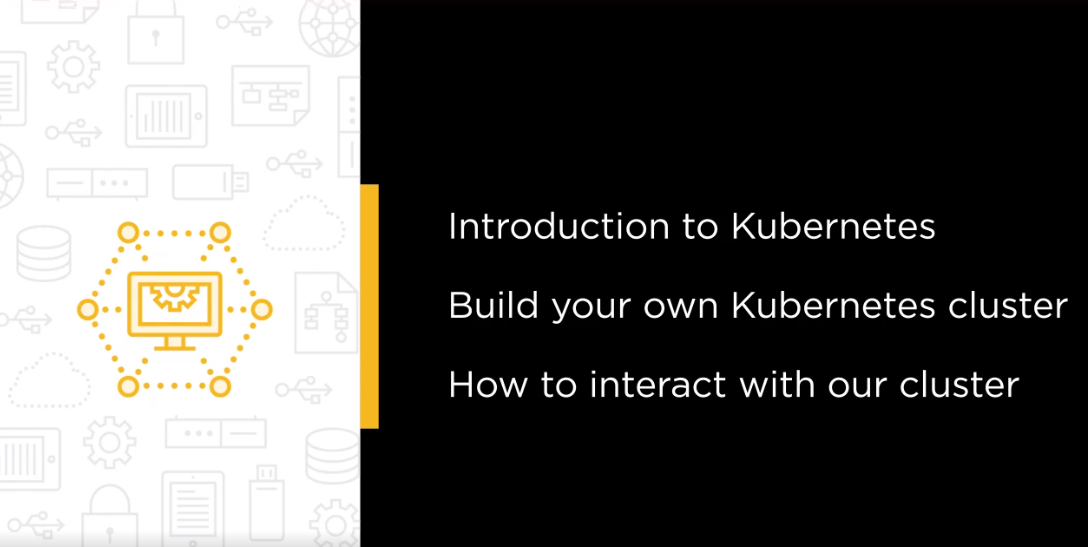 Introduction to Kubernetes
Build your own Kubernetes cluster
How to interact with our cluster